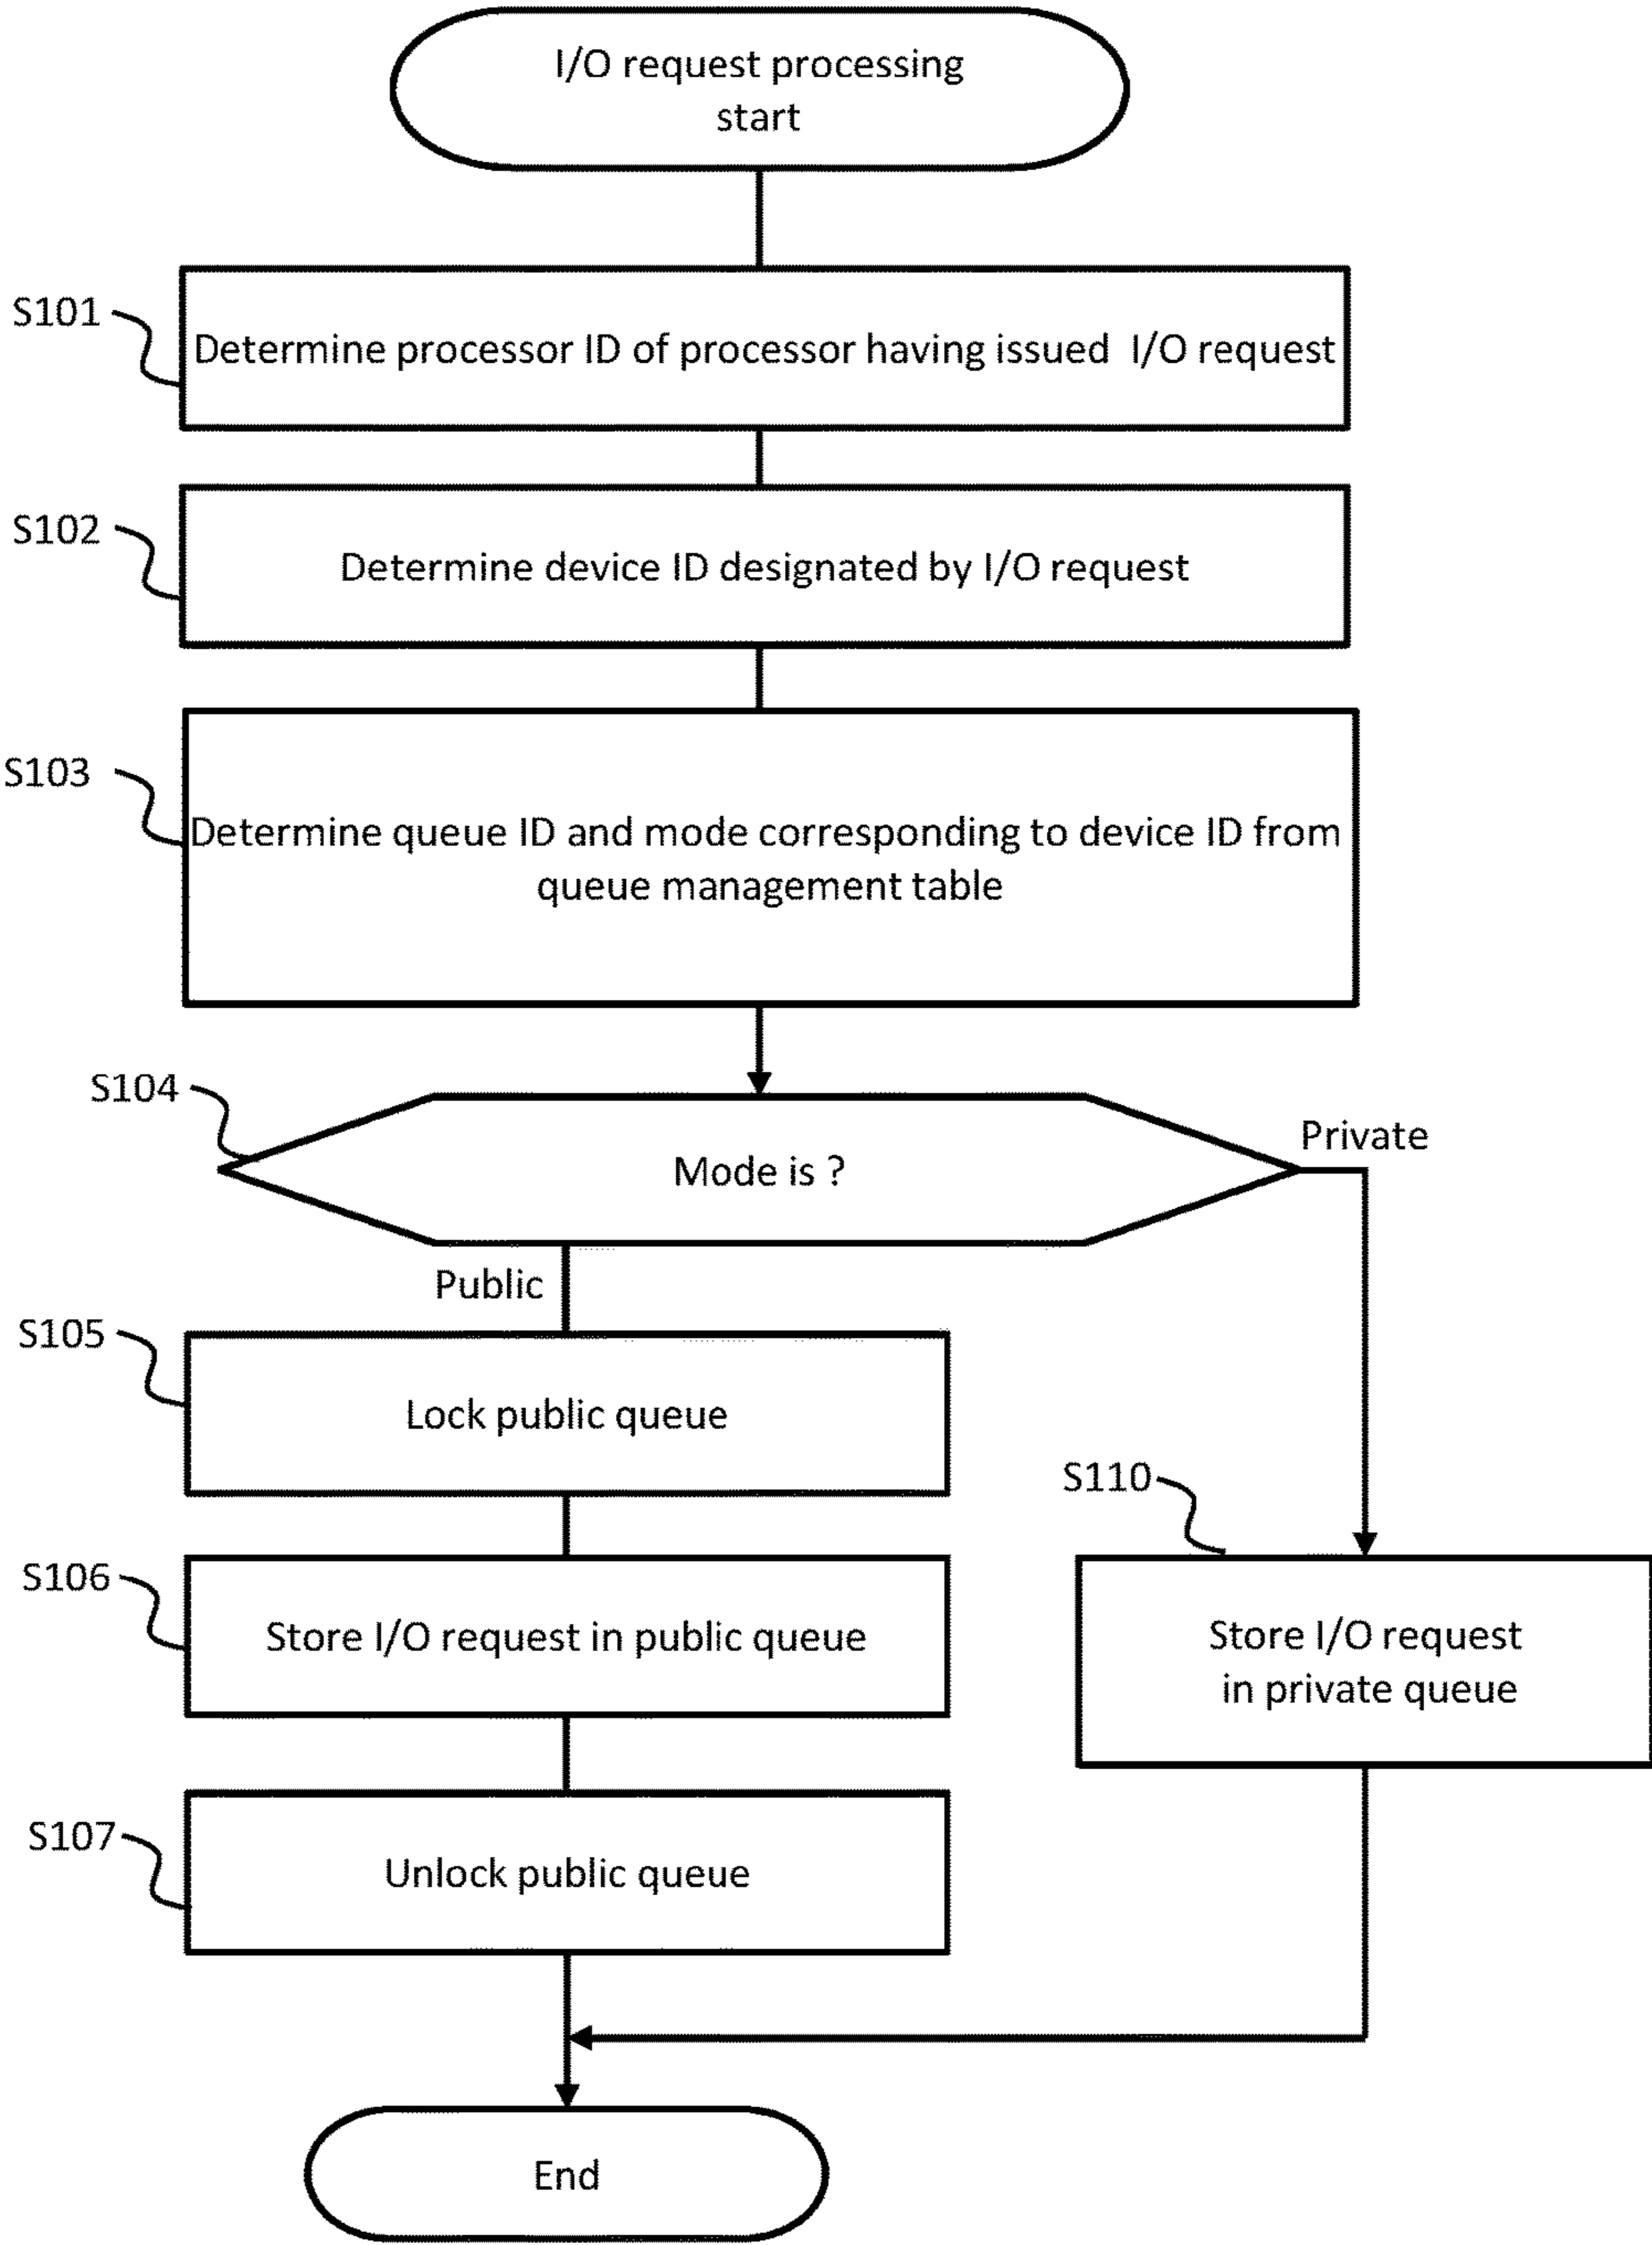 I/O request processing
start
S101
Determine processor ID of processor having issued I/O request
S102
Determine device ID designated by I/O request
S103
Determine queue ID and mode corresponding to device ID from
queue management table
S104
Mode is ?
Private
Public
S105
Lock public queue
S110
S106
Store I/O request in public queue
Store I/O request
in private queue
S107
Unlock public queue
End